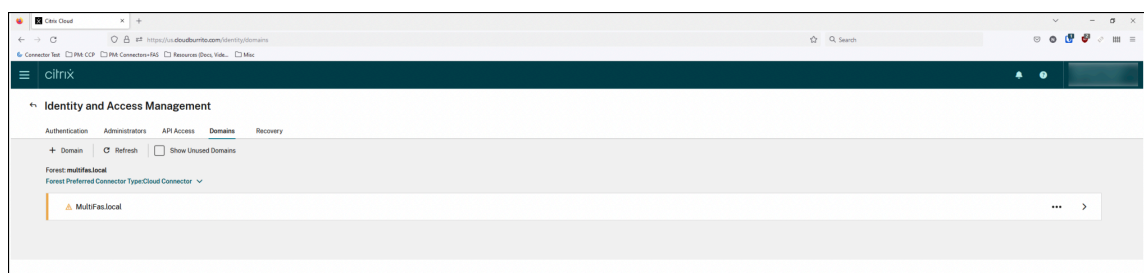 Citrix Cloud
https://us.cloudburrito.com/identity/domains
Search
Connector Test PM: CCP PM: Connectors+FAS Resources (Docs, Vide... Misc
citrix
Identity and Access Management
Authentication Administrators API Access Domains Recovery
+ Domain Refresh Show Unused Domains
Forest: multifas.local
Forest Preferred Connector Type:Cloud Connector
MultiFas.local